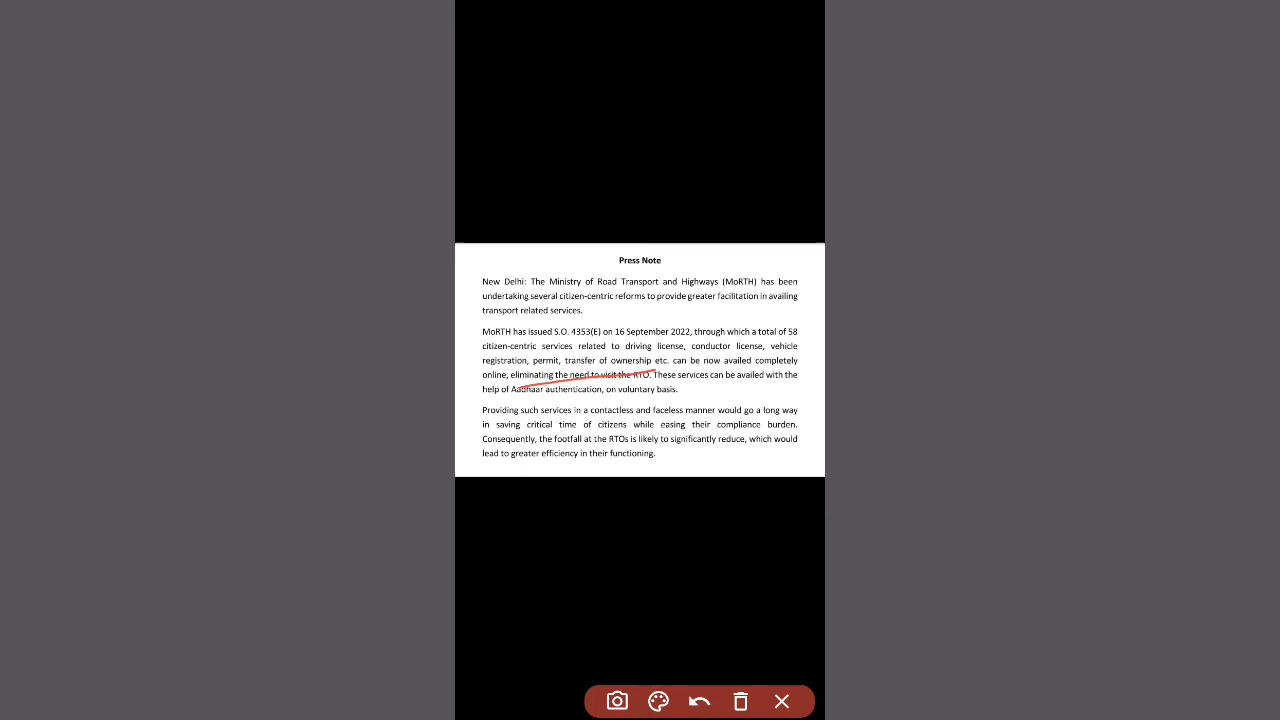 Press Note
New Delhi: The Ministry of Road Transport and Highways (MoRTH) has been
undertaking several citizen-centric reforms to provide greater facilitation in availing
transport related services.
MoRTH has issued S.O. 4353(E) on 16 September 2022, through which a total of 58
citizen-centric services related to driving license, conductor license, vehicle
registration, permit, transfer of ownership etc. can be now availed completely
online, eliminating the need to visit the RTO. These services can be availed with the
help of Aadhaar authentication, on voluntary basis.
Providing such services in a contactless and faceless manner would go a long way
in saving critical time of citizens while easing their compliance burden.
Consequently, the footfall at the RTOs is likely to significantly reduce, which would
lead to greater efficiency in their functioning.